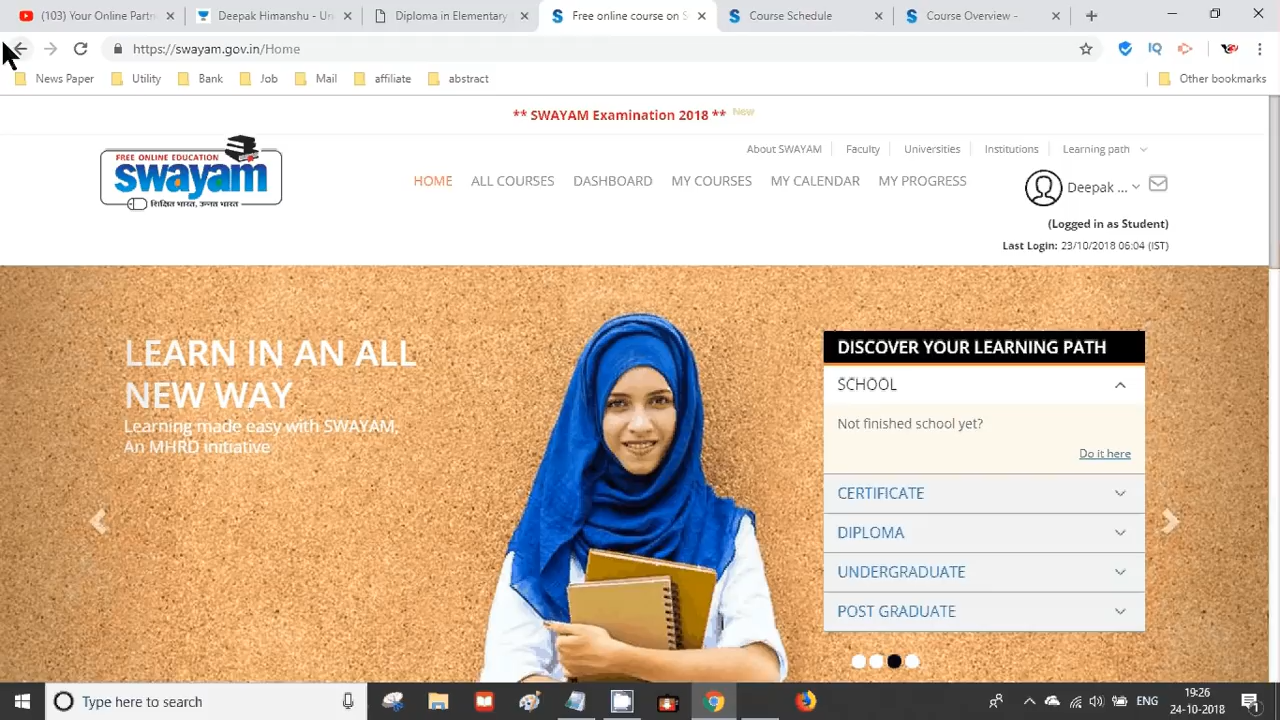 (103) Your Online Partn
Deepak Himanshu - Uni
Diploma in Elementary
Free online course on S
Course Schedule
Course Overview -
https://swayam.gov.in/Home
News Paper
Utility
Bank
Job
Mail
affiliate
abstract
Other bookmarks
** SWAYAM Examination 2018 ** New
About SWAYAM
Faculty
Universities
Institutions
Learning path
FREE ONLINE EDUCATION
swayam
शिक्षित भारत, उन्नत भारत
HOME
ALL COURSES
DASHBOARD
MY COURSES
MY CALENDAR
MY PROGRESS
Deepak ...
(Logged in as Student)
Last Login: 23/10/2018 06:04 (IST)
LEARN IN AN ALL
NEW WAY
Learning made easy with SWAYAM,
An MHRD initiative
DISCOVER YOUR LEARNING PATH
SCHOOL
Not finished school yet?
Do it here
CERTIFICATE
DIPLOMA
UNDERGRADUATE
POST GRADUATE
Type here to search
ENG
19:26
24-10-2018